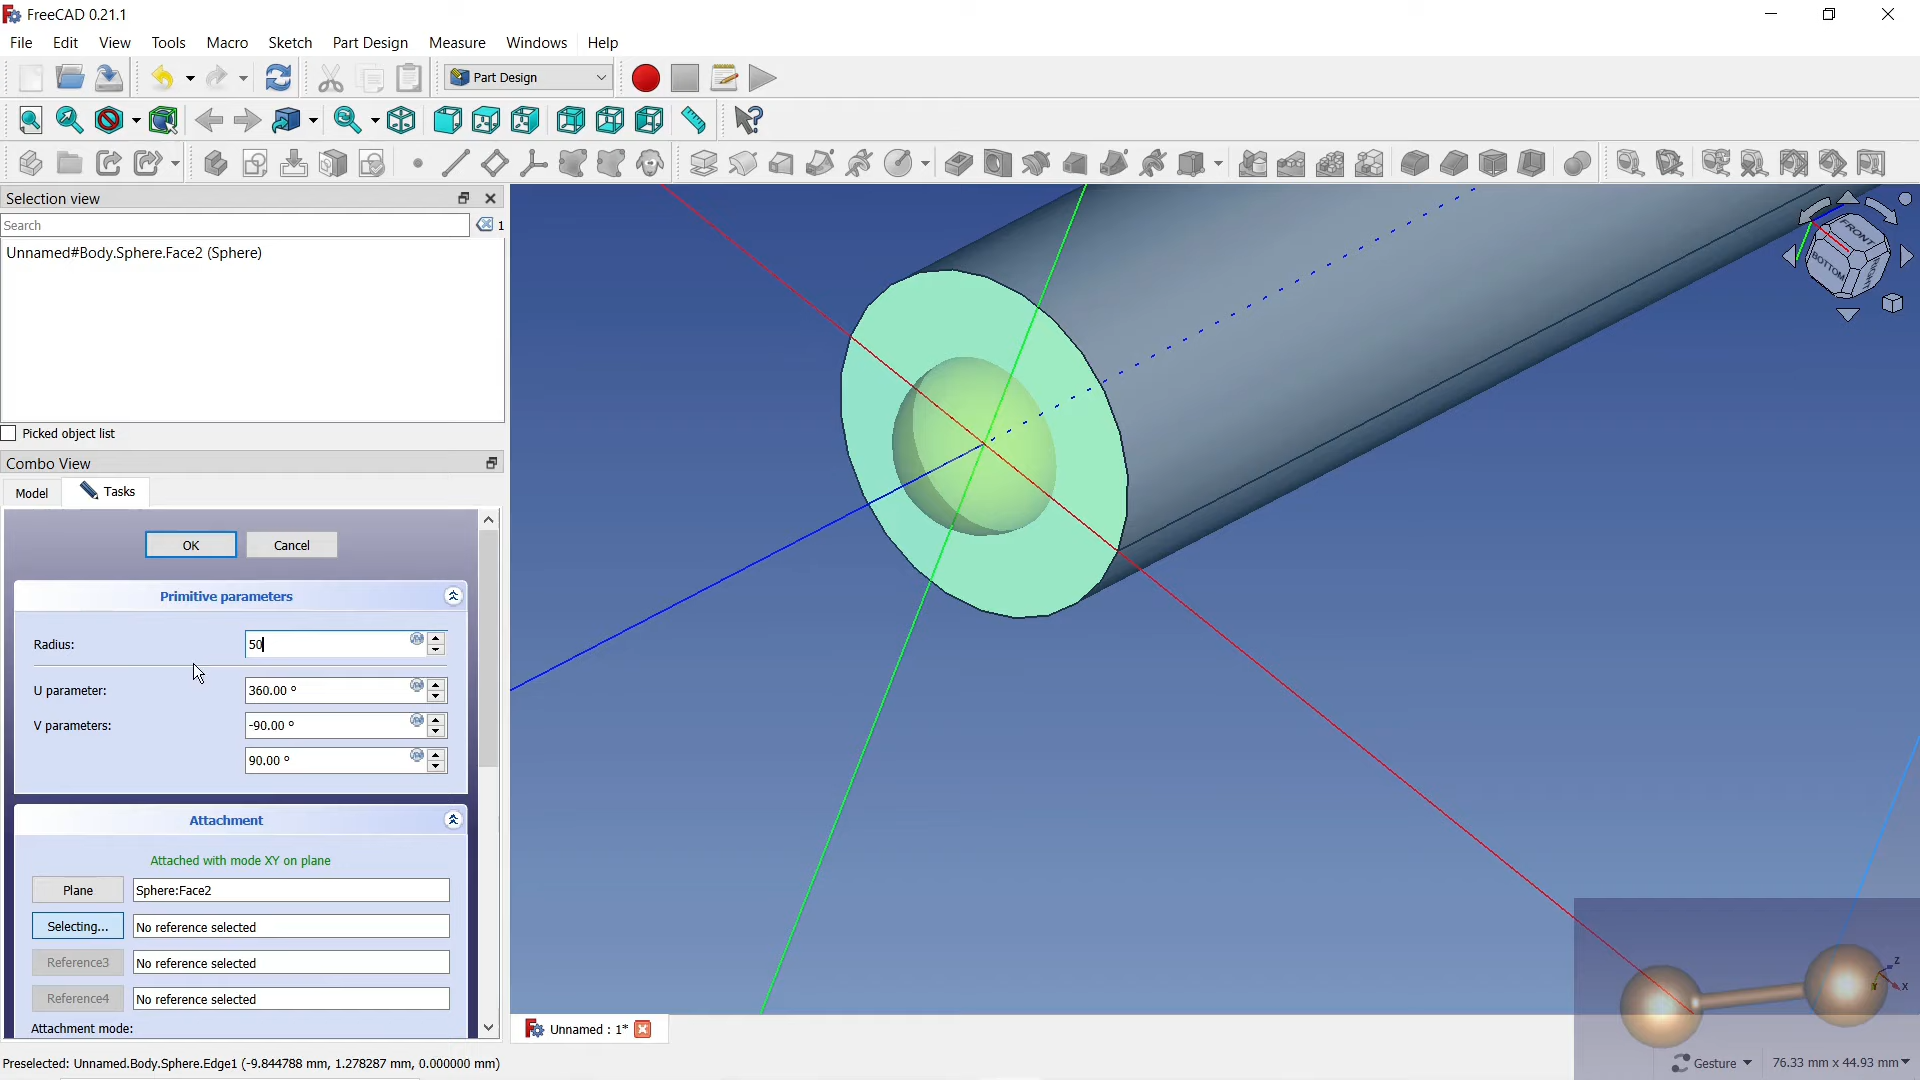 FreeCAD 0.21.1
File Edit View Tools Macro Sketch Part Design Measure Windows Help
Part Design
Selection view
Search
1
Unnamed#Body.Sphere.Face2 (Sphere)
Picked object list
Combo View
Model Tasks
OK Cancel
Primitive parameters
Radius: 50
U parameter: 360.00 °
V parameters: -90.00 °
90.00 °
Attachment
Attached with mode XY on plane
Plane Sphere:Face2
Selecting... No reference selected
Reference3 No reference selected
Reference4 No reference selected
Attachment mode:
FRONT
BOTTOM
RIGHT
Z
X
Y
Unnamed : 1*
Preselected: Unnamed.Body.Sphere.Edge1 (-9.844788 mm, 1.278287 mm, 0.000000 mm)
Gesture 76.33 mm x 44.93 mm